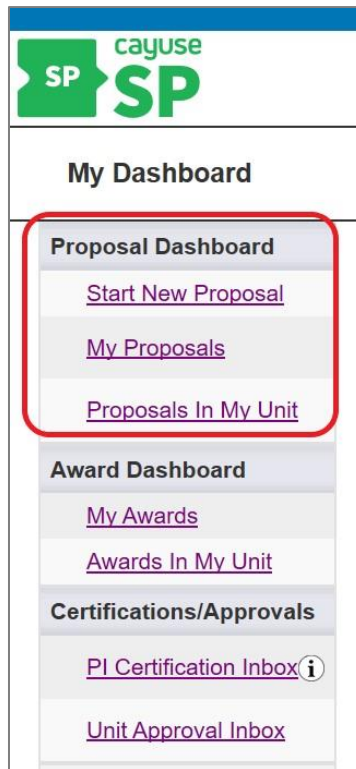 SP
cayuse
SP
My Dashboard
Proposal Dashboard
Start New Proposal
My Proposals
Proposals In My Unit
Award Dashboard
My Awards
Awards In My Unit
Certifications/Approvals
PI Certification Inbox i
Unit Approval Inbox